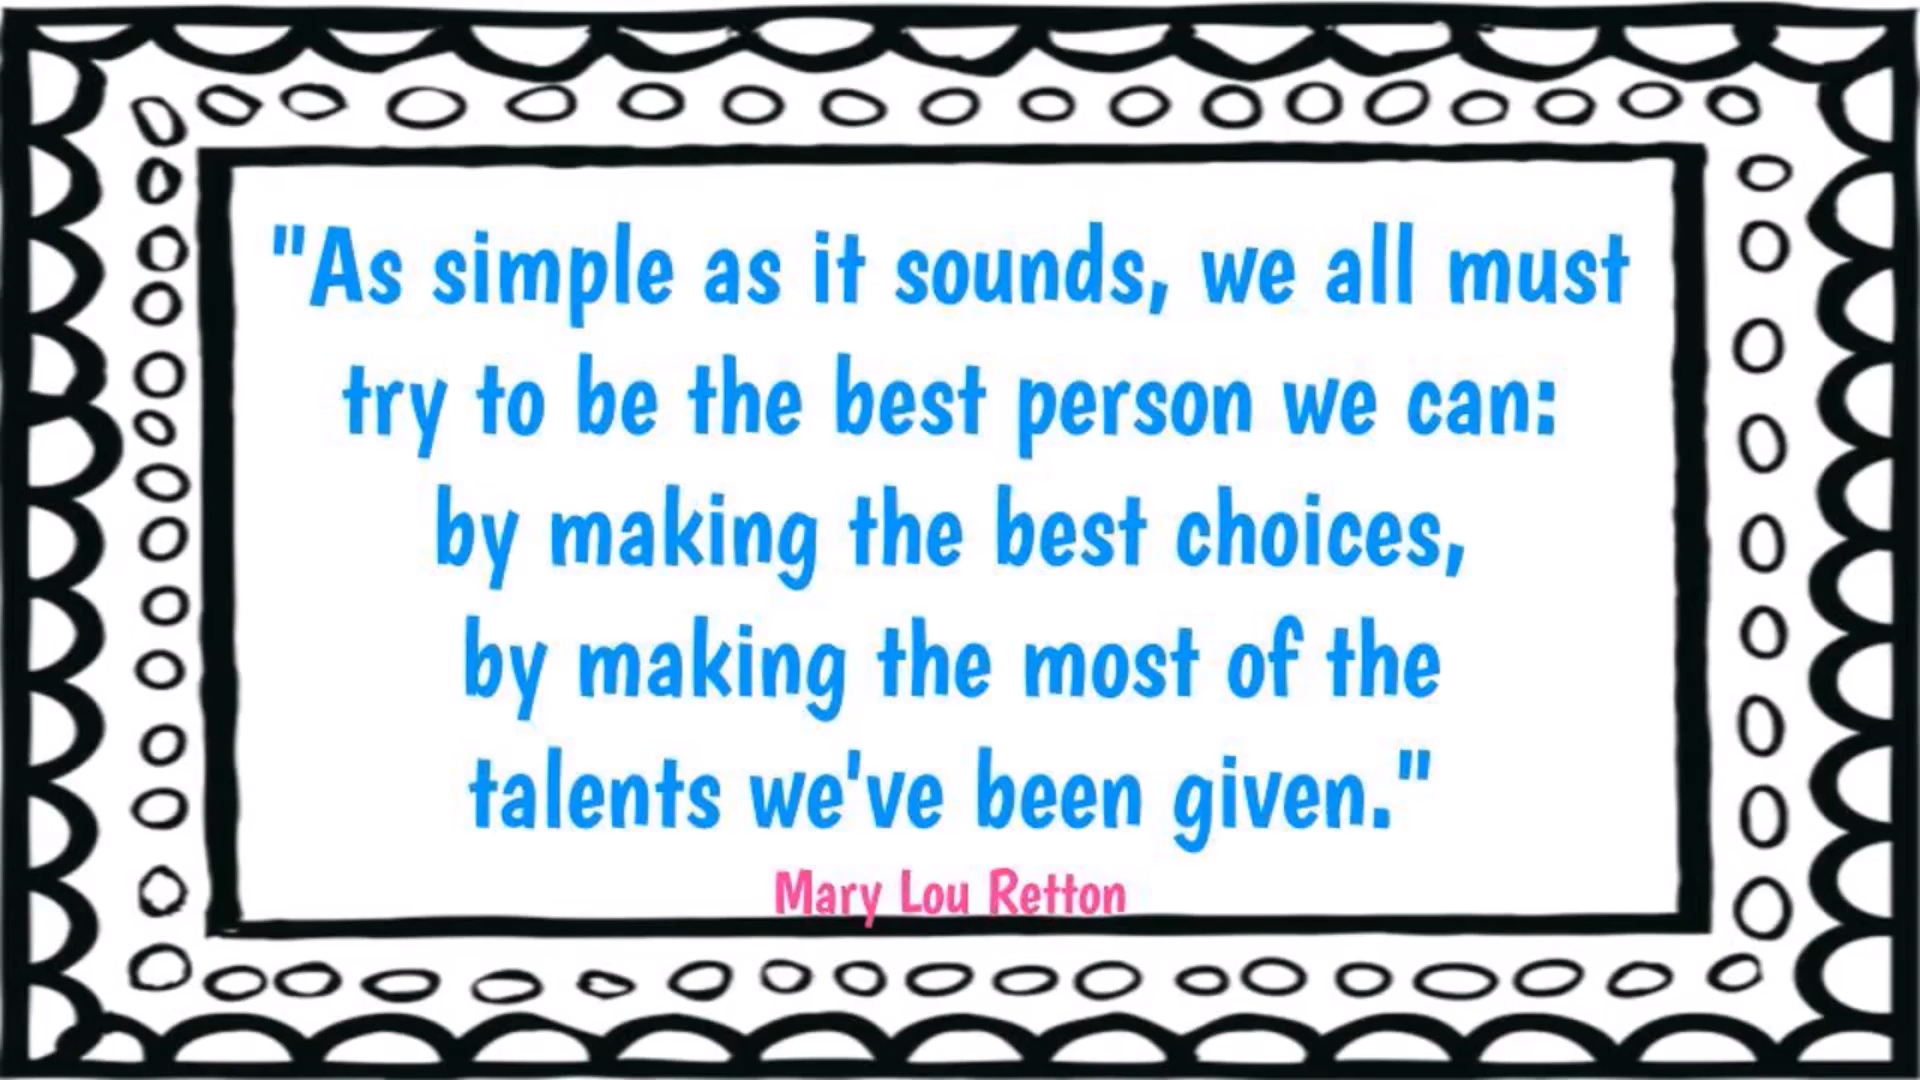 "As simple as it sounds, we all must
try to be the best person we can:
by making the best choices,
by making the most of the
talents we've been given."
Mary Lou Retton